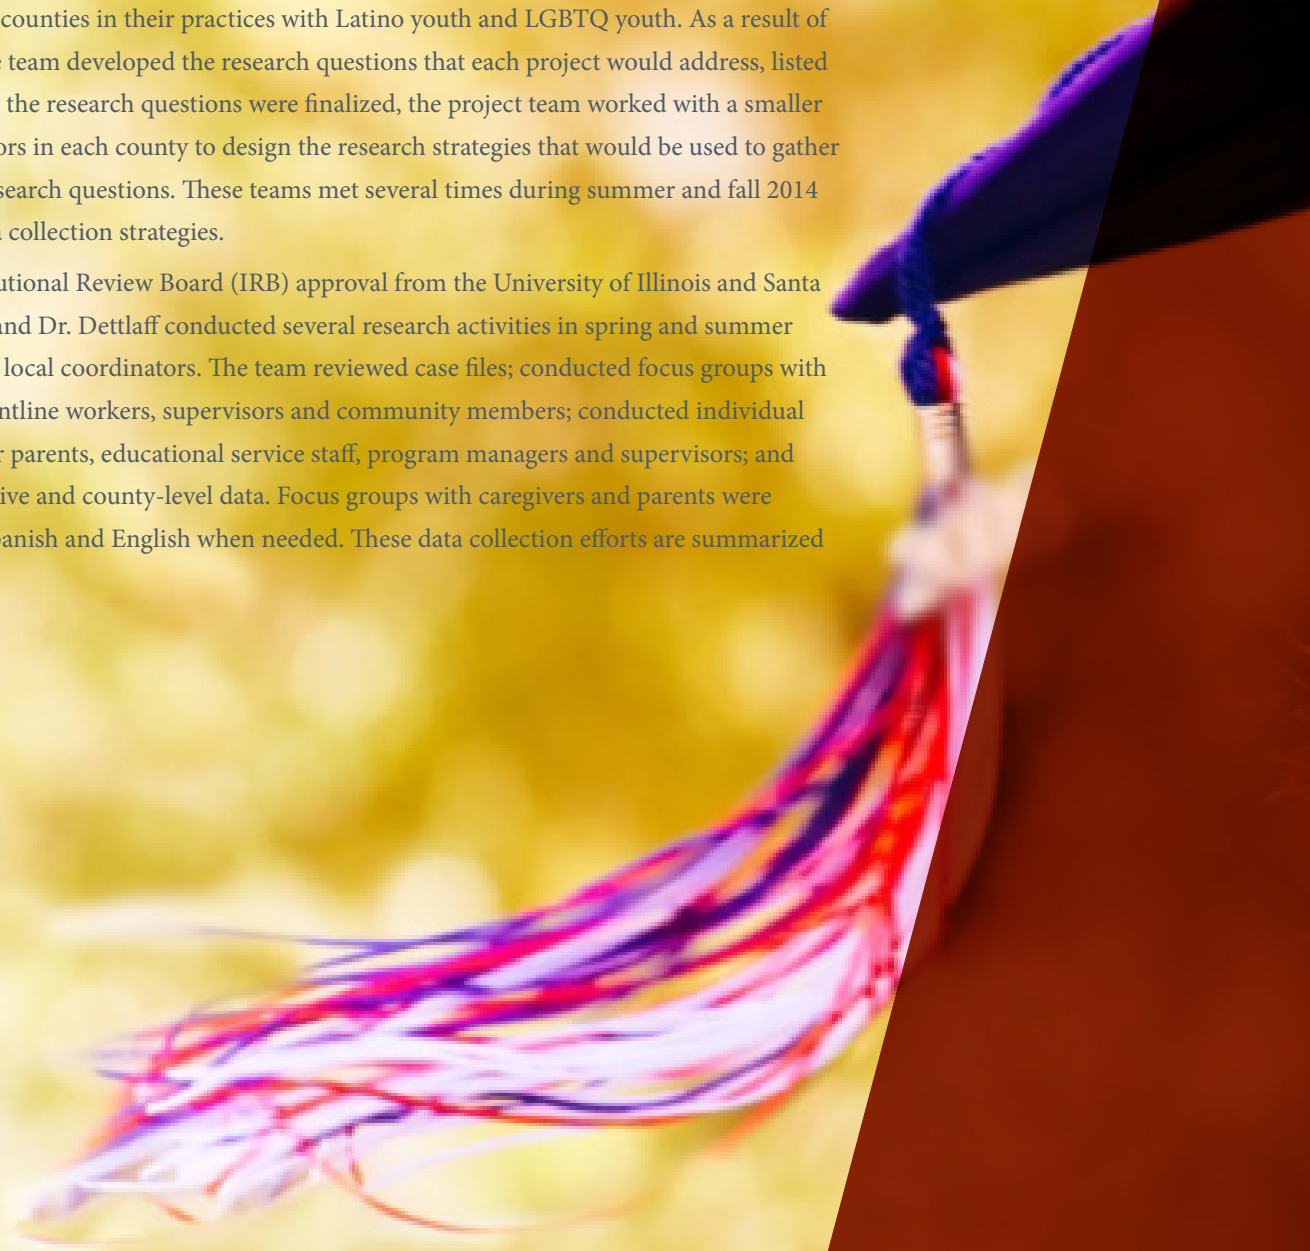 counties in their practices with Latino youth and LGBTQ youth. As a result of
team developed the research questions that each project would address, listed
the research questions were finalized, the project team worked with a smaller
ors in each county to design the research strategies that would be used to gather
search questions. These teams met several times during summer and fall 2014
collection strategies.
utional Review Board (IRB) approval from the University of Illinois and Santa
and Dr. Dettlaff conducted several research activities in spring and summer
local coordinators. The team reviewed case files; conducted focus groups with
ntline workers, supervisors and community members; conducted individual
r parents, educational service staff, program managers and supervisors; and
ive and county-level data. Focus groups with caregivers and parents were
panish and English when needed. These data collection efforts are summarized